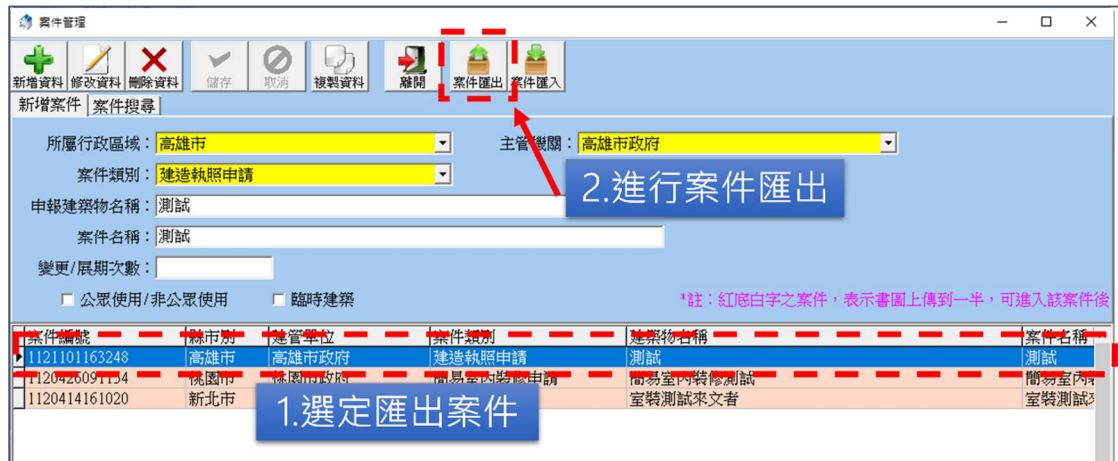 案件管理
新增資料 修改資料 刪除資料 儲存 取消 複製資料 離開 案件匯出 案件匯入
新增案件 案件搜尋
所屬行政區域：高雄市 主管機關：高雄市政府
案件類別：建造執照申請
2.進行案件匯出
申報建築物名稱：測試
案件名稱：測試
變更/展期次數：
公眾使用/非公眾使用 臨時建築 *註：紅底白字之案件，表示書圖上傳到一半，可進入該案件後
案件編號 縣市別 建管單位 案件類別 建築物名稱 案件名稱
1121101163248 高雄市 高雄市政府 建造執照申請 測試 測試
1120426091134 桃園市 桃園市政府 簡易室內裝修申請 簡易室內裝修測試 簡易室內
1120414161020 新北市 室裝測試來文者 室裝測試
1.選定匯出案件